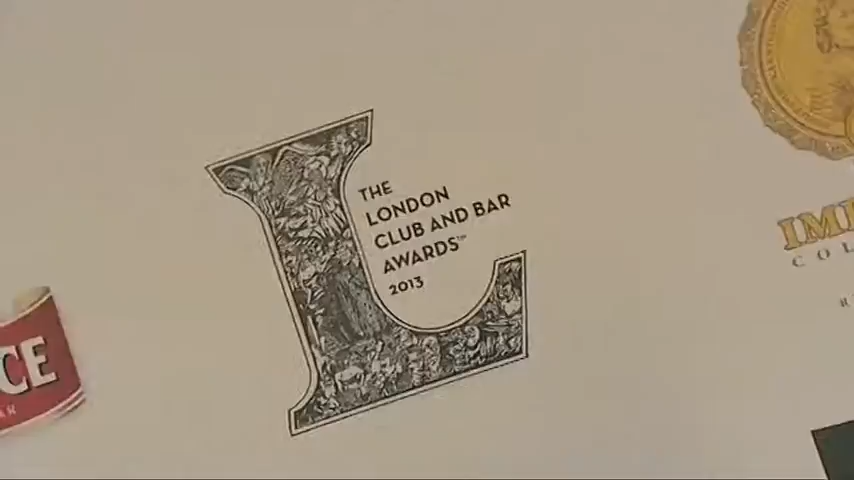 THE
LONDON
CLUB AND BAR
AWARDS™
2013
CE